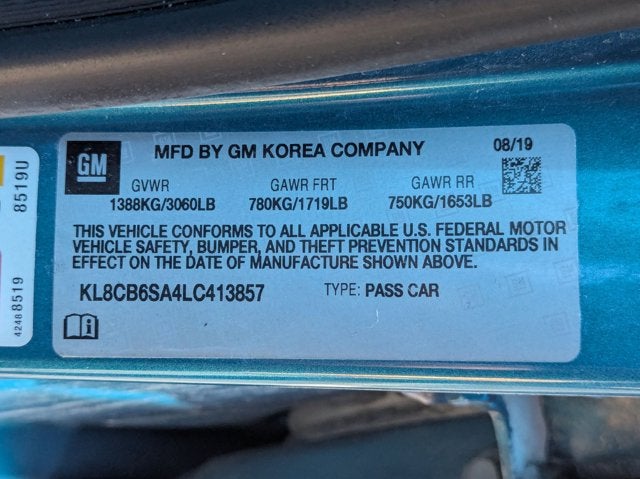 GM
MFD BY GM KOREA COMPANY
08/19
GVWR GAWR FRT GAWR RR
1388KG/3060LB 780KG/1719LB 750KG/1653LB
THIS VEHICLE CONFORMS TO ALL APPLICABLE U.S. FEDERAL MOTOR
VEHICLE SAFETY, BUMPER, AND THEFT PREVENTION STANDARDS IN
EFFECT ON THE DATE OF MANUFACTURE SHOWN ABOVE.
KL8CB6SA4LC413857 TYPE: PASS CAR
8519U
42488519